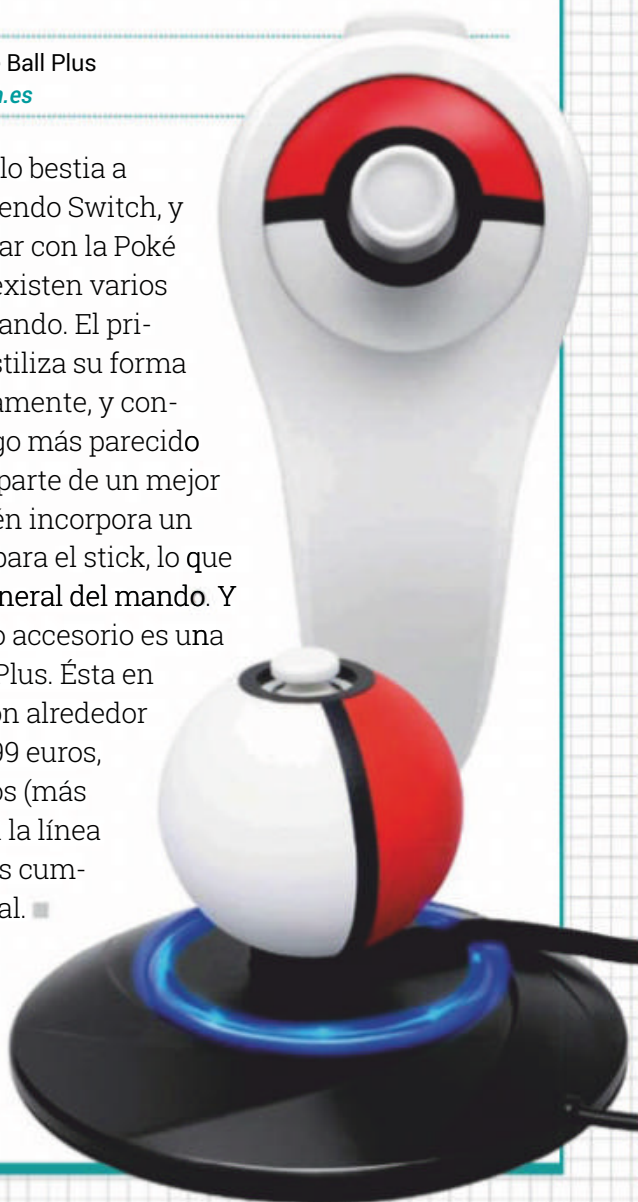 Ball Plus
.es
lo bestia a
endo Switch, y
ar con la Poké
existen varios
ando. El pri-
stiliza su forma
amente, y con-
go más parecido
parte de un mejor
én incorpora un
para el stick, lo que
neral del mando. Y
o accesorio es una
Plus. Ésta en
on alrededor
99 euros,
os (más
la línea
s cum-
al.